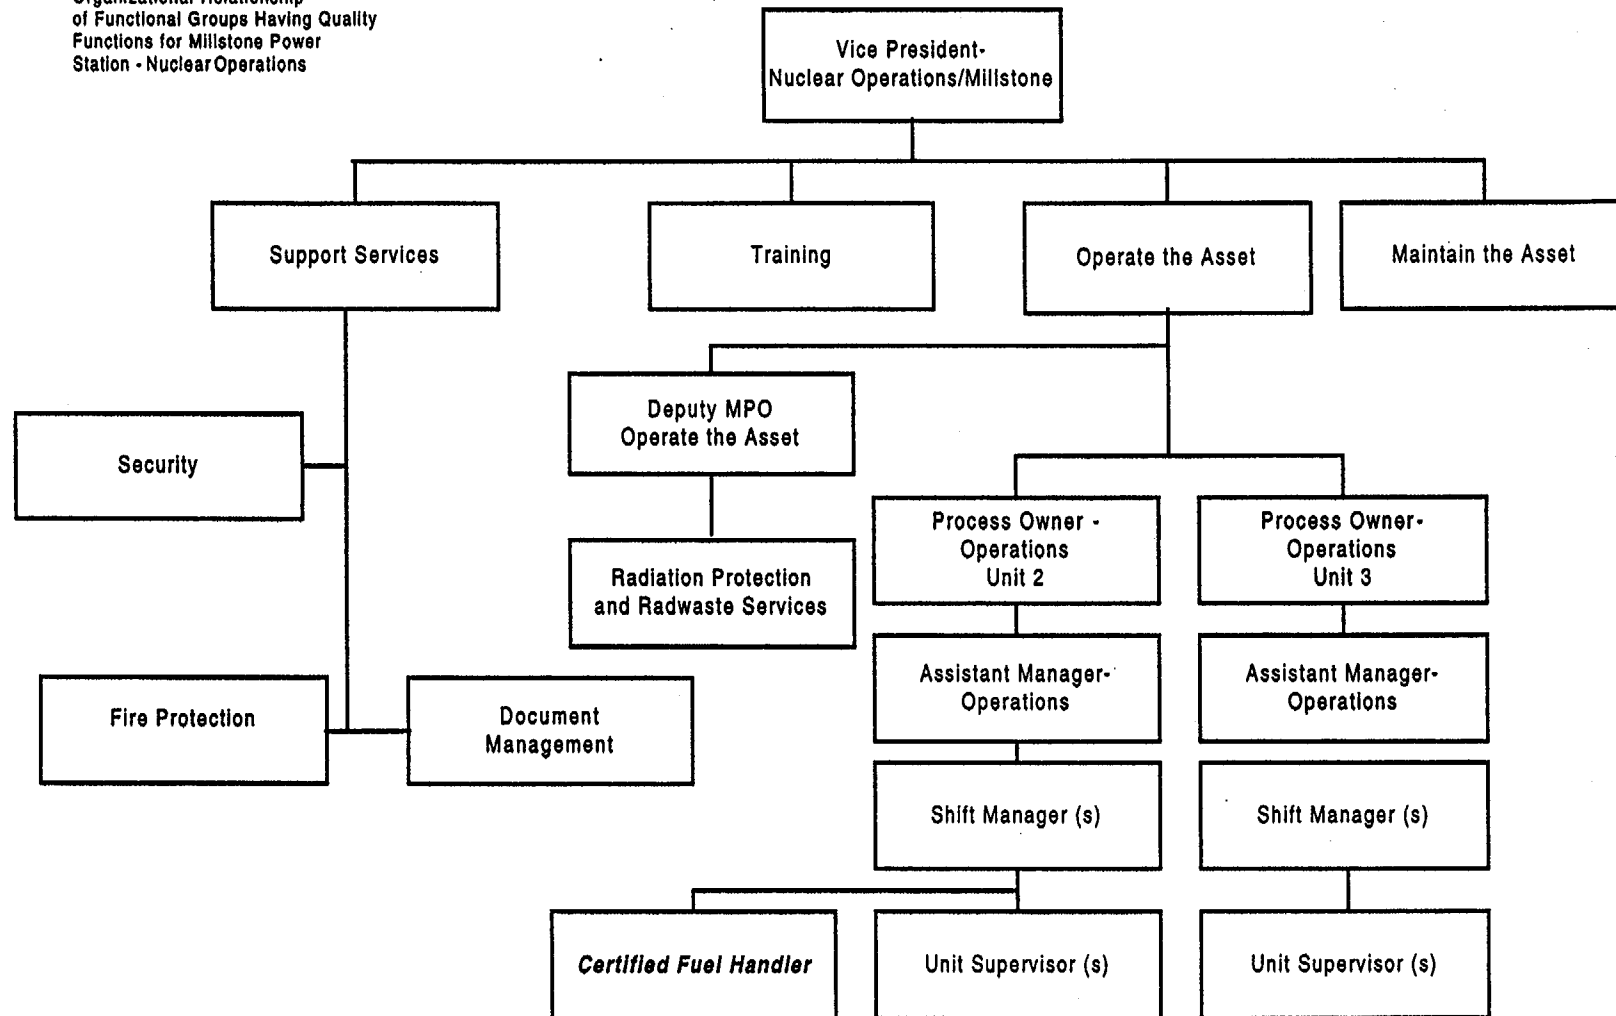 Organizational Relationship
of Functional Groups Having Quality
Functions for Millstone Power
Station - Nuclear Operations
Vice President-
Nuclear Operations/Millstone
Support Services
Training
Operate the Asset
Maintain the Asset
Deputy MPO
Operate the Asset
Security
Process Owner -
Operations
Unit 2
Process Owner-
Operations
Unit 3
Radiation Protection
and Radwaste Services
Assistant Manager-
Operations
Assistant Manager-
Operations
Fire Protection
Document
Management
Shift Manager (s)
Shift Manager (s)
Certified Fuel Handler
Unit Supervisor (s)
Unit Supervisor (s)